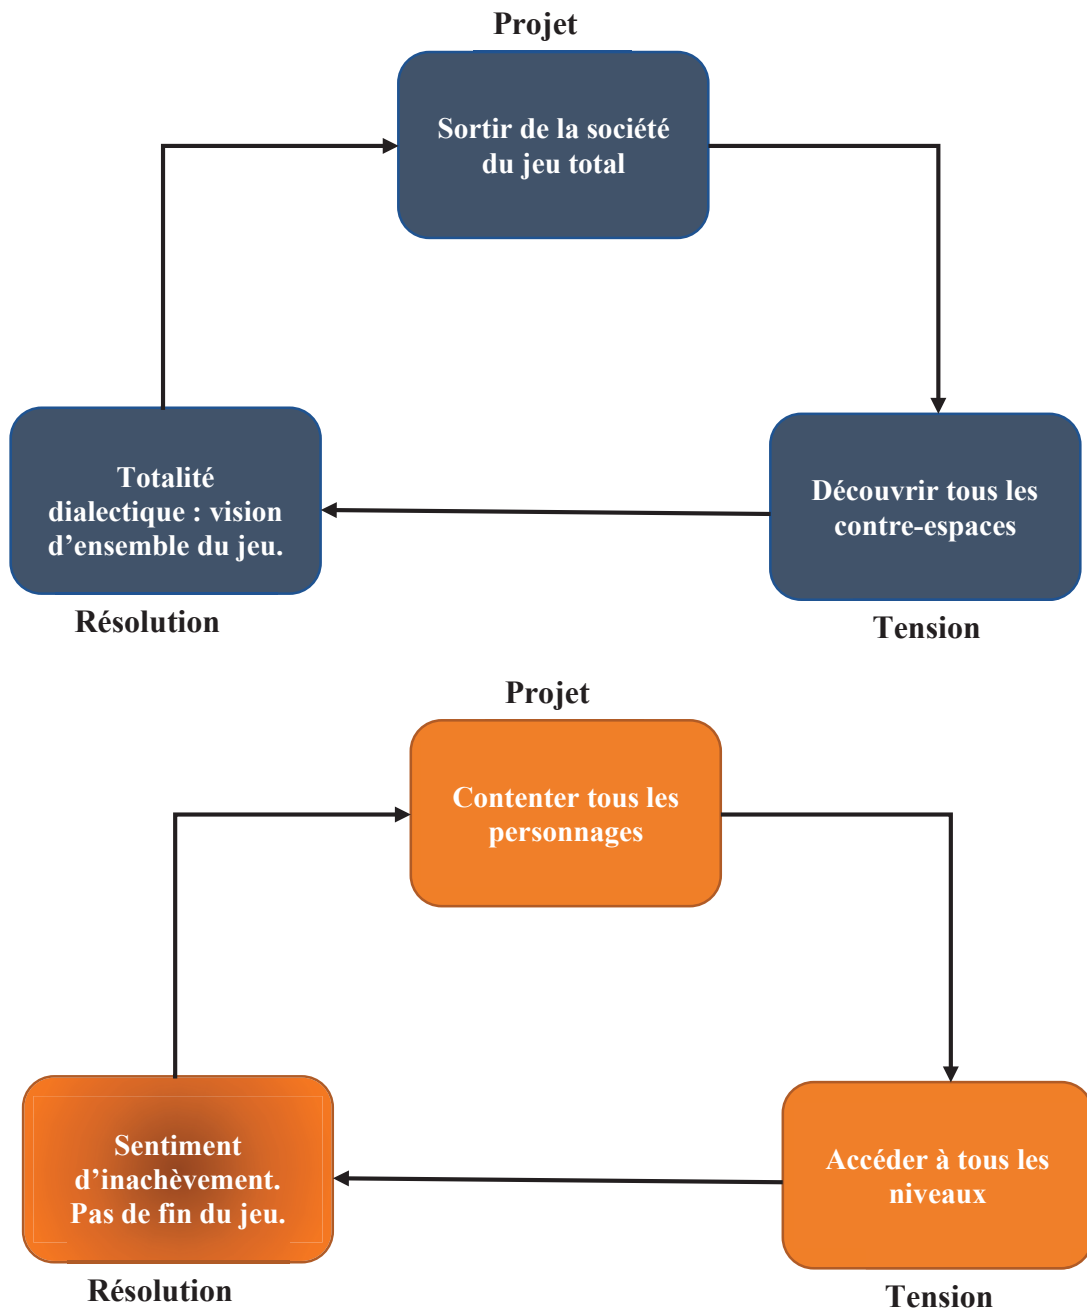 Projet
Sortir de la société
du jeu total
Totalité
dialectique : vision
d’ensemble du jeu.
Découvrir tous les
contre-espaces
Résolution
Tension
Projet
Contenter tous les
personnages
Sentiment
d’inachèvement.
Pas de fin du jeu.
Accéder à tous les
niveaux
Résolution
Tension